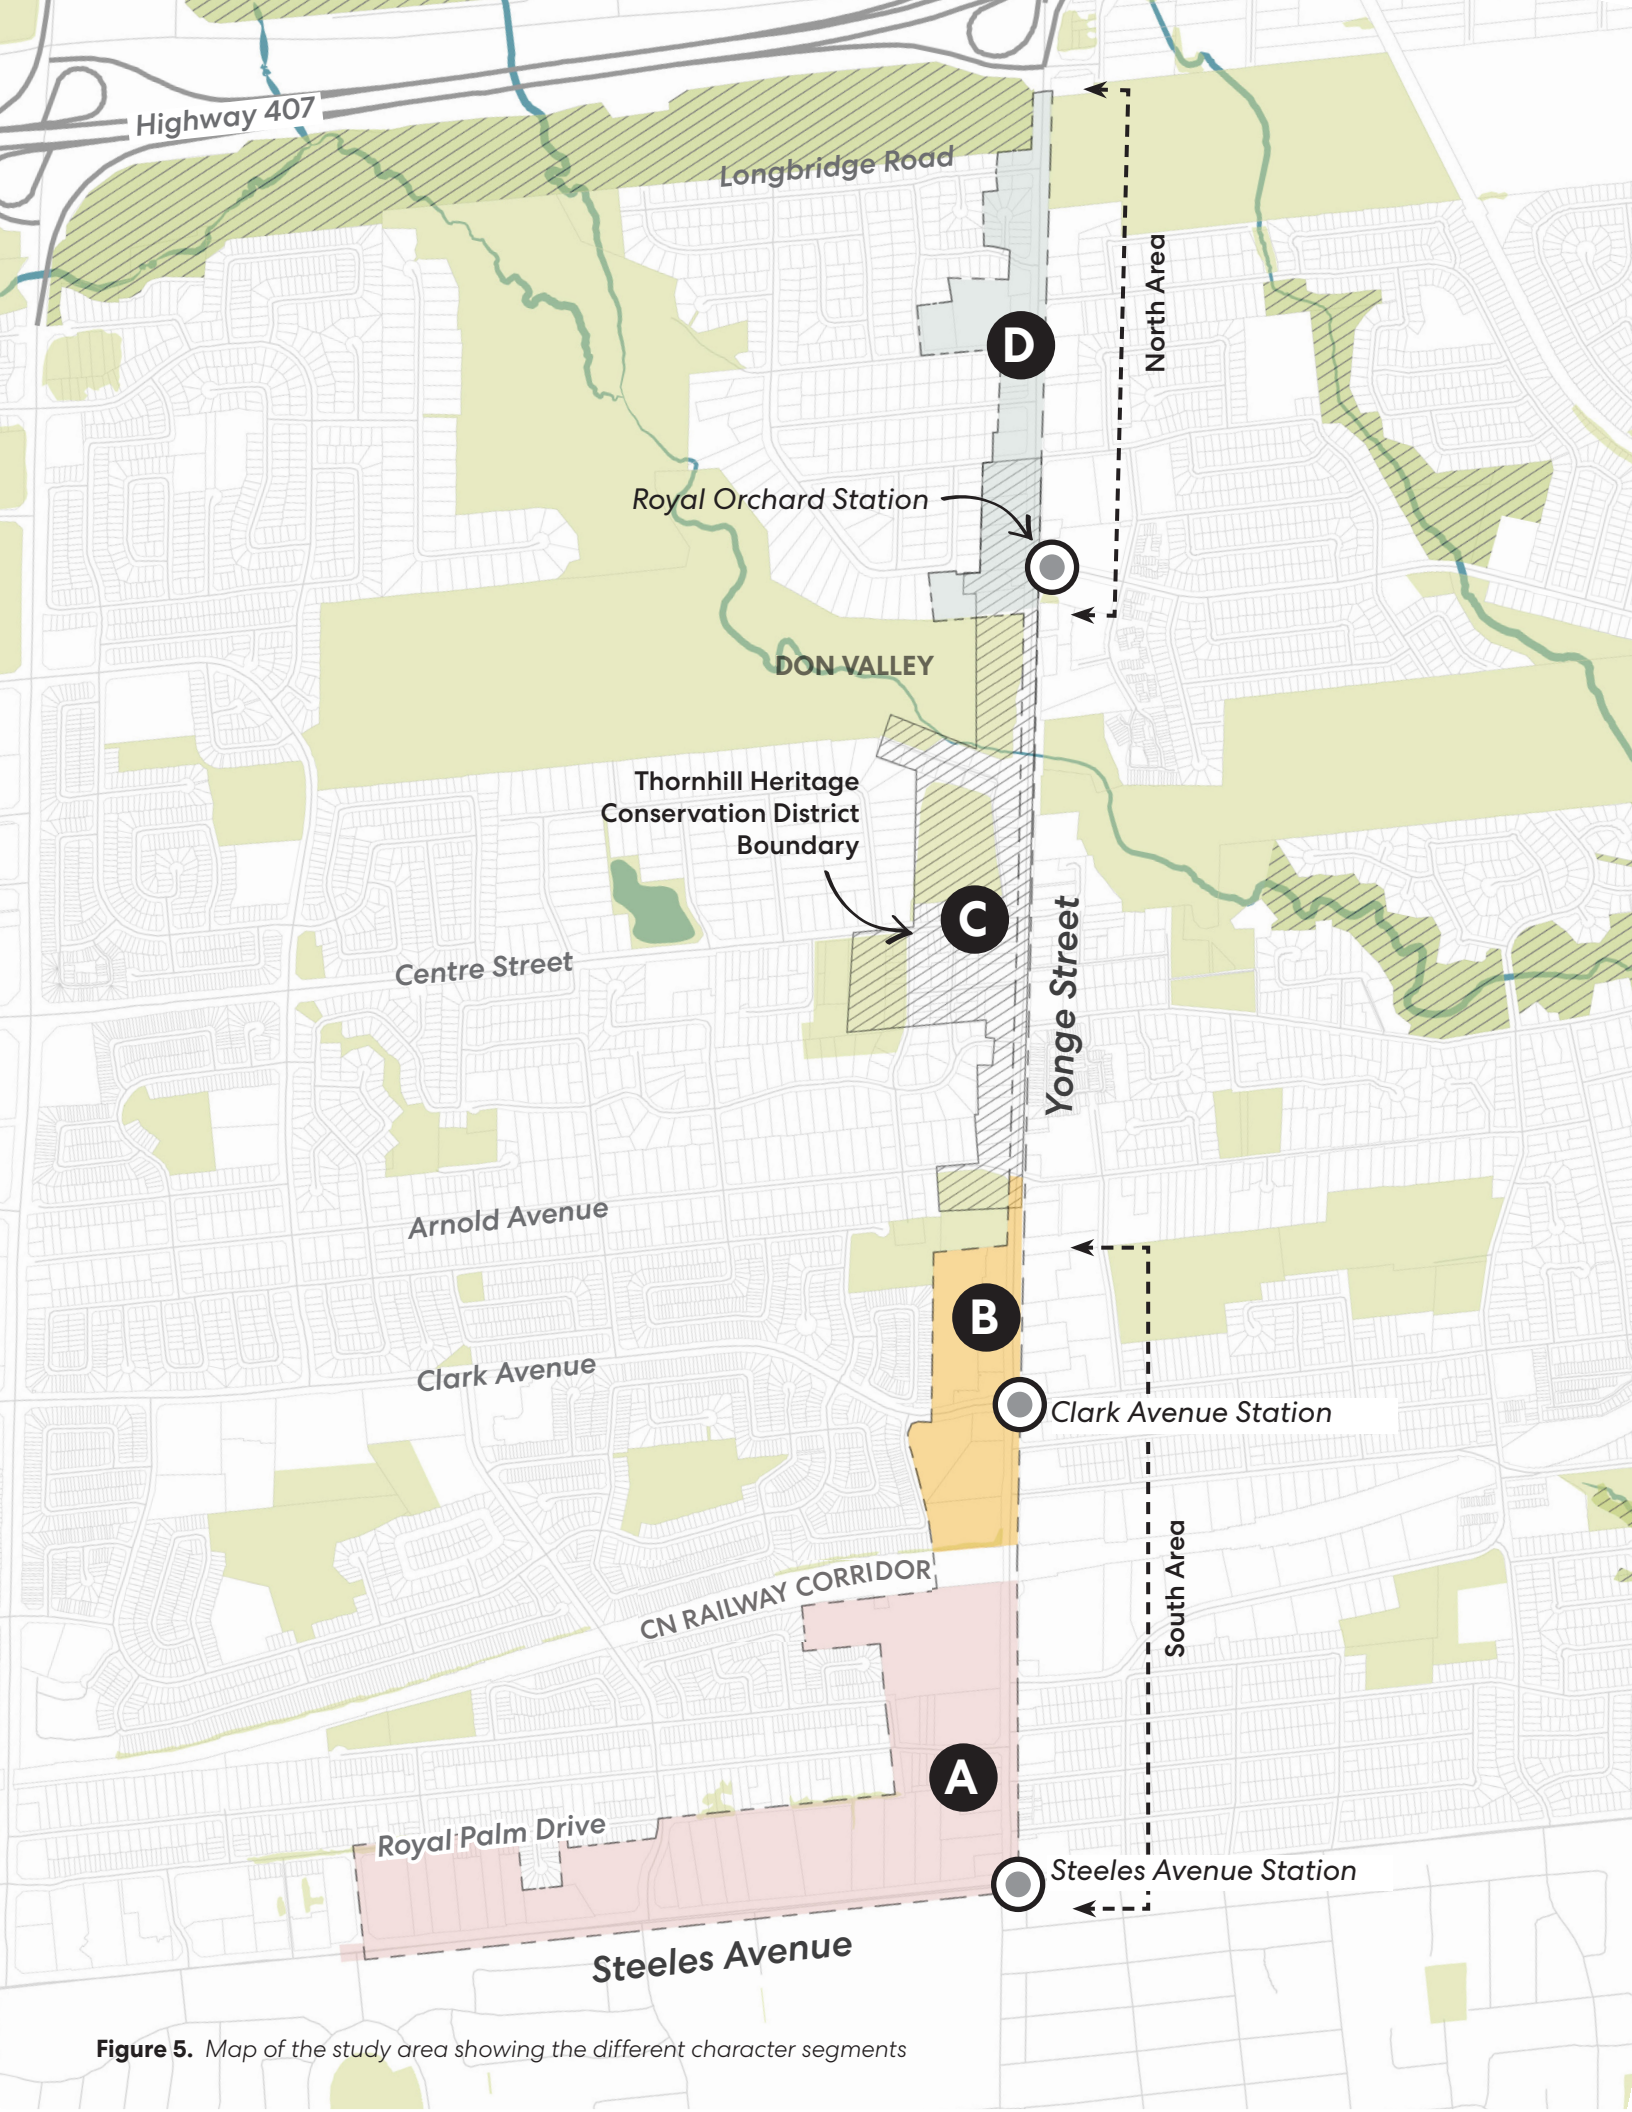 Highway 407
Longbridge Road
North Area
D
Royal Orchard Station
DON VALLEY
Thornhill Heritage
Conservation District
Boundary
C
Yonge Street
Centre Street
Arnold Avenue
B
Clark Avenue
Clark Avenue Station
South Area
CN RAILWAY CORRIDOR
A
Royal Palm Drive
Steeles Avenue Station
Steeles Avenue
Figure 5. Map of the study area showing the different character segments